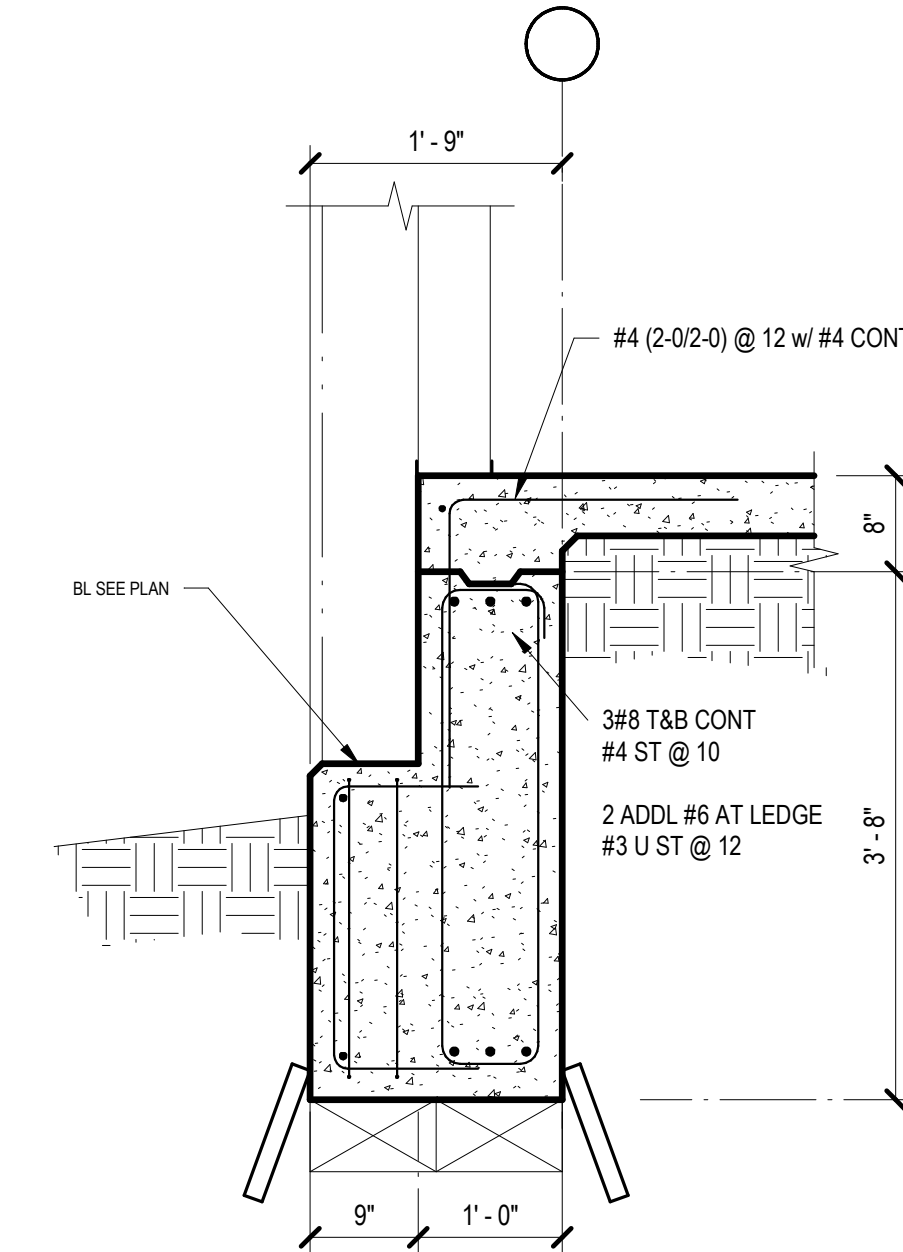 1' - 9"
#4 (2-0/2-0) @ 12 w/ #4 CONT
8"
BL SEE PLAN
3#8 T&B CONT
#4 ST @ 10
2 ADDL #6 AT LEDGE
#3 U ST @ 12
3' - 8"
9"
1' - 0"